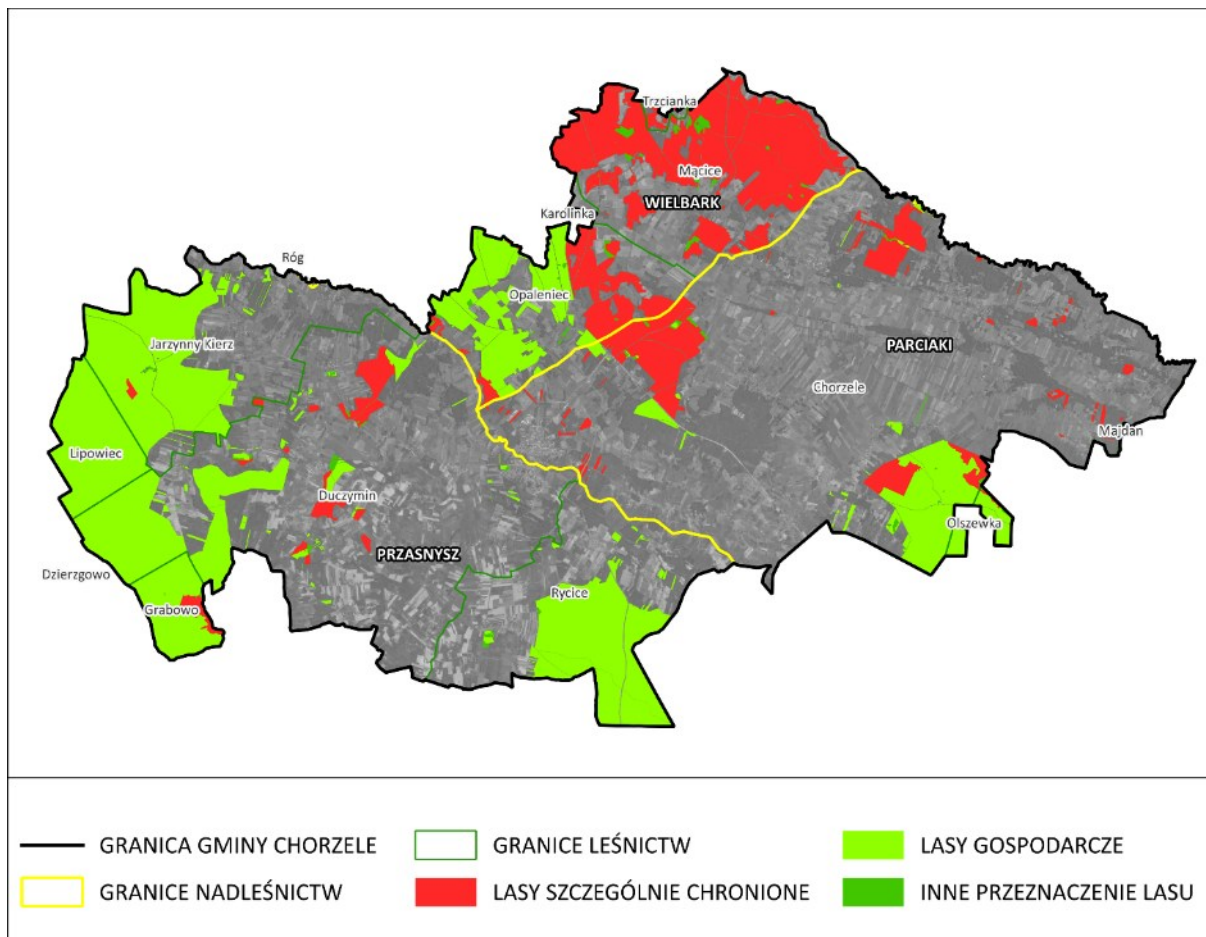 Trzcianka
Mącice
WIELBARK
Karolinka
Róg
Opaleniec
Jarzynny Kierz
PARCIAKI
Chorzele
Majdan
Lipowiec
Duczymin
Olszewka
PRZASNYSZ
Dzierzgowo
Rycice
Grabowo
GRANICA GMINY CHORZELE
GRANICE LEŚNICTW
LASY GOSPODARCZE
GRANICE NADLEŚNICTW
LASY SZCZEGÓLNIE CHRONIONE
INNE PRZEZNACZENIE LASU